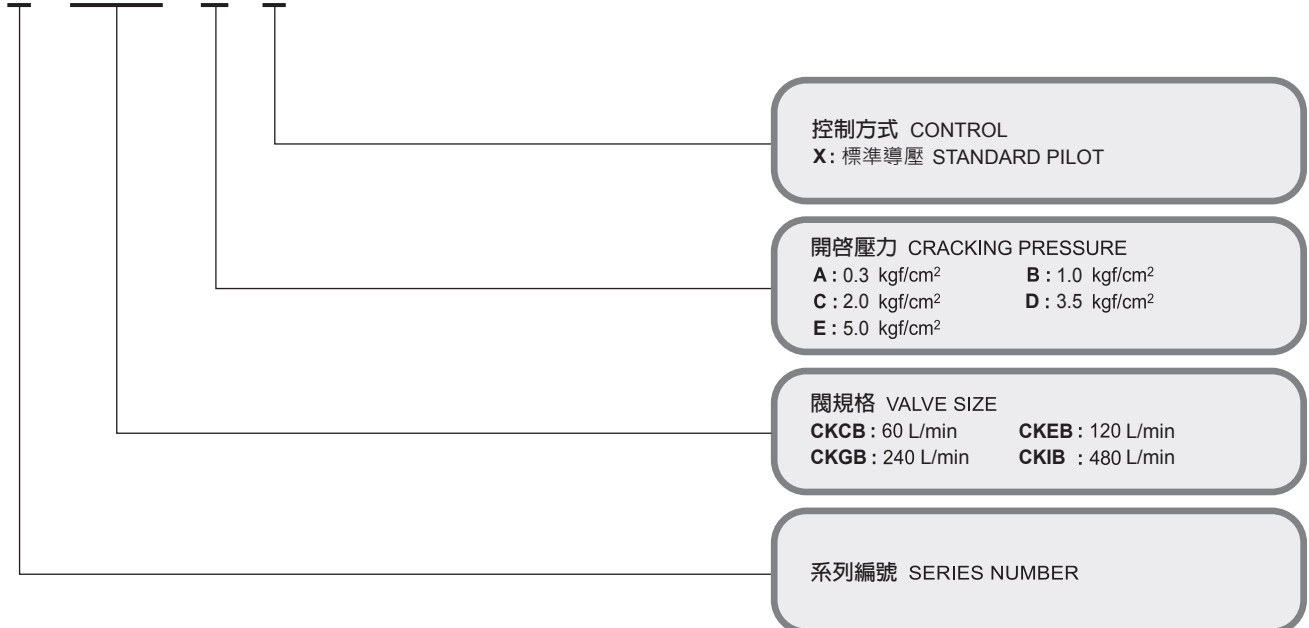 控制方式 CONTROL
X : 標準導壓 STANDARD PILOT
開啓壓力 CRACKING PRESSURE
A : 0.3 kgf/cm² B : 1.0 kgf/cm²
C : 2.0 kgf/cm² D : 3.5 kgf/cm²
E : 5.0 kgf/cm²
閥規格 VALVE SIZE
CKCB : 60 L/min CKEB : 120 L/min
CKGB : 240 L/min CKIB : 480 L/min
系列編號 SERIES NUMBER